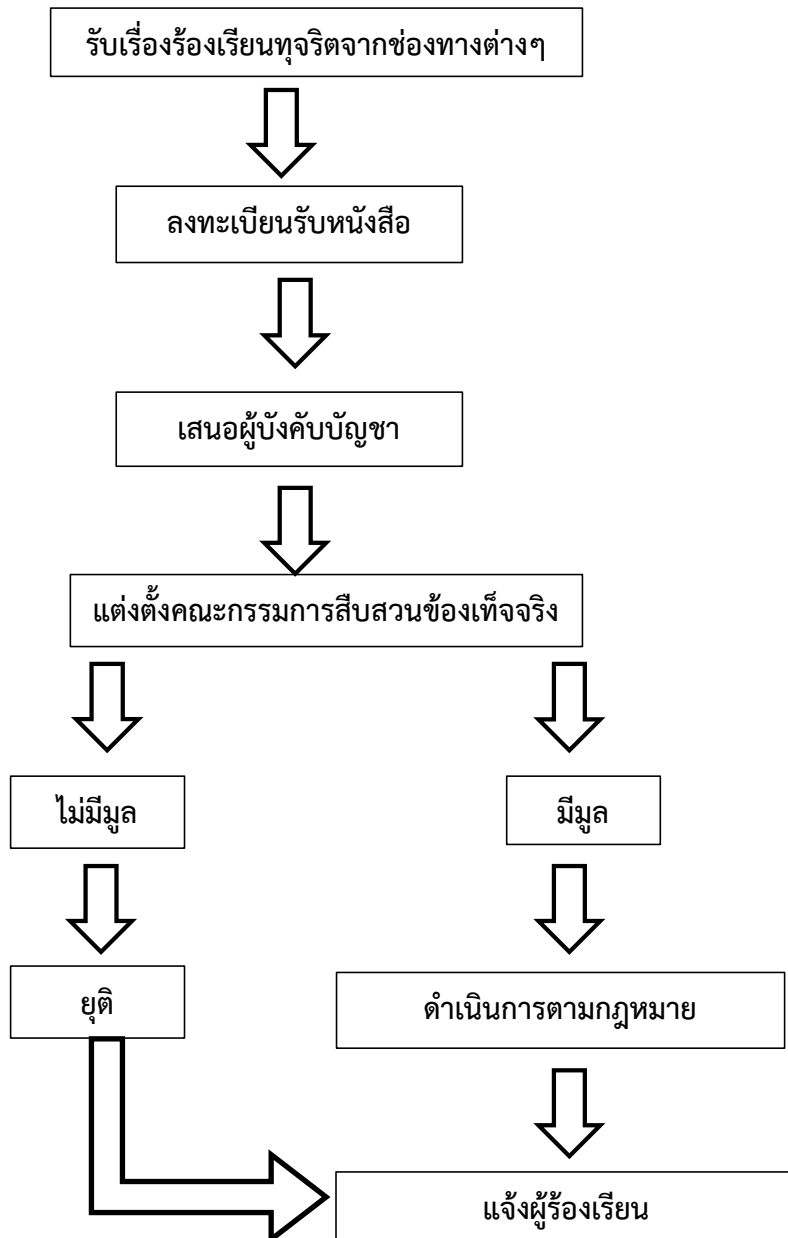 รับเรื่องร้องเรียนทุจริตจากช่องทางต่างๆ
ลงทะเบียนรับหนังสือ
เสนอผู้บังคับบัญชา
แต่งตั้งคณะกรรมการสืบสวนข้องเท็จจริง
ไม่มีมูล
มีมูล
ยุติ
ดำเนินการตามกฎหมาย
แจ้งผู้ร้องเรียน